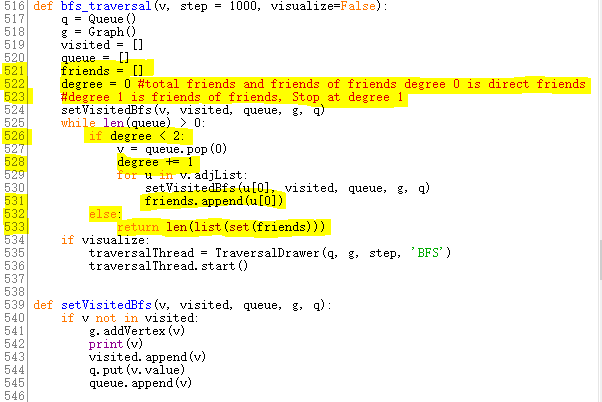 516 def bfs_traversal(v, step = 1000, visualize=False):
517     q = Queue()
518     g = Graph()
519     visited = []
520     queue = []
521     friends = []
522     degree = 0 #total friends and friends of friends degree 0 is direct friends
523     #degree 1 is friends of friends, Stop at degree 1
524     setVisitedBfs(v, visited, queue, g, q)
525     while len(queue) > 0:
526         if degree < 2:
527             v = queue.pop(0)
528             degree += 1
529             for u in v.adjList:
530                 setVisitedBfs(u[0], visited, queue, g, q)
531                 friends.append(u[0])
532         else:
533             return len(list(set(friends)))
534     if visualize:
535         traversalThread = TraversalDrawer(q, g, step, 'BFS')
536         traversalThread.start()
537
538
539 def setVisitedBfs(v, visited, queue, g, q):
540     if v not in visited:
541         g.addVertex(v)
542         print(v)
543         visited.append(v)
544         q.put(v.value)
545         queue.append(v)
546